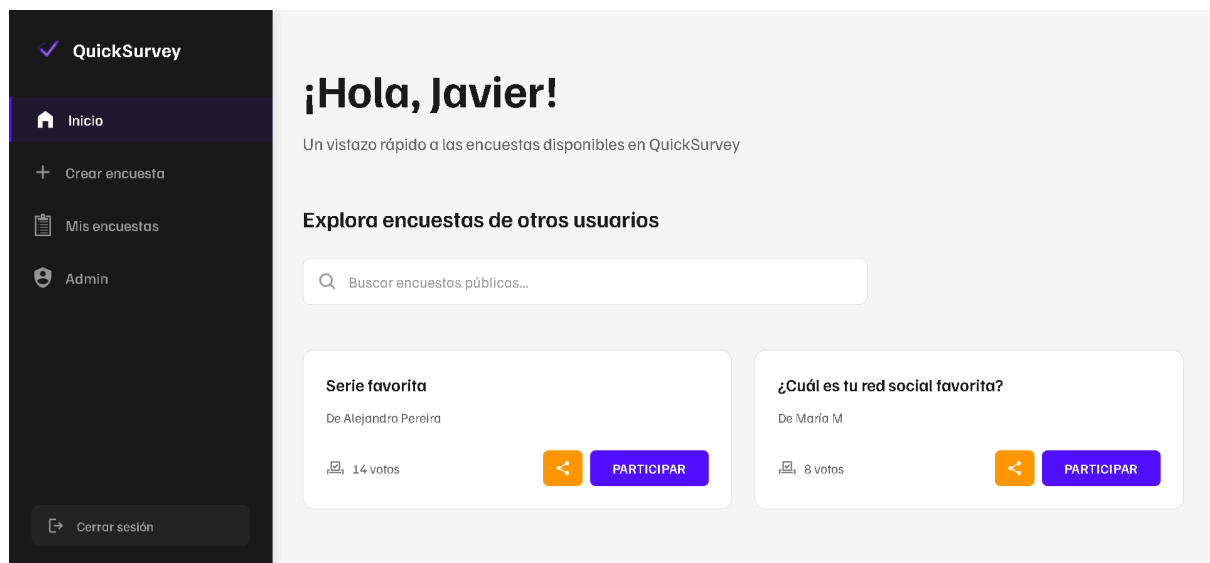 QuickSurvey
Inicio
Crear encuesta
Mis encuestas
Admin
Cerrar sesión
¡Hola, Javier!
Un vistazo rápido a las encuestas disponibles en QuickSurvey
Explora encuestas de otros usuarios
Buscar encuestas públicas...
Serie favorita
De Alejandro Pereira
14 votos
PARTICIPAR
¿Cuál es tu red social favorita?
De María M
8 votos
PARTICIPAR